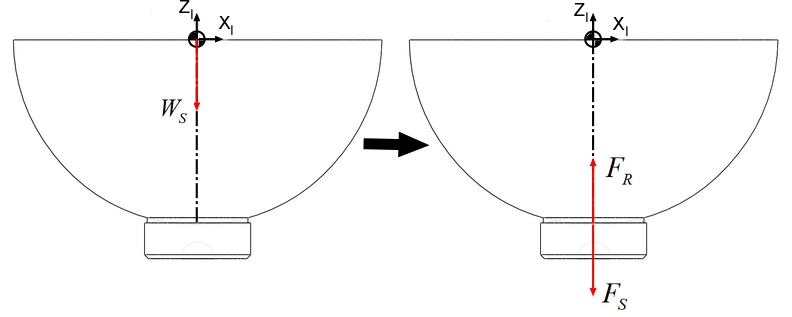 Z_I X_I
W_S
Z_I X_I
F_R
F_S